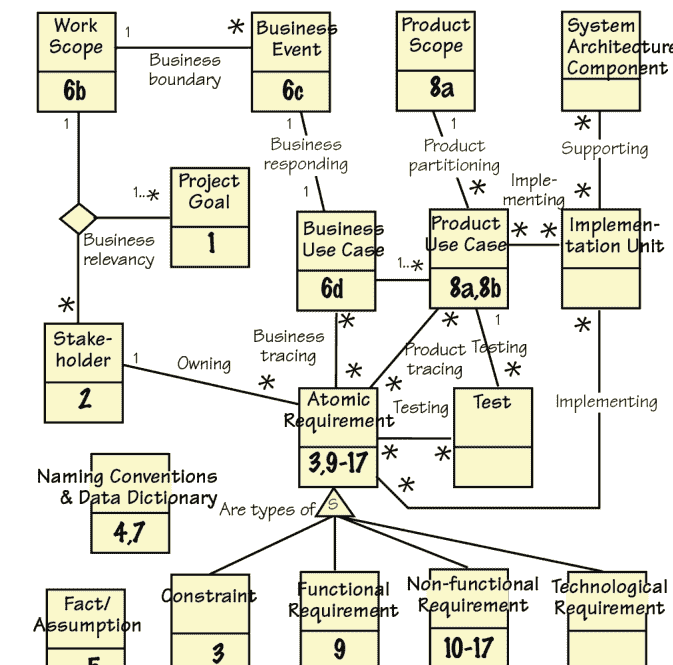 Work
Scope
6b
1
*
Business
boundary
Business
Event
6c
Product
Scope
8a
System
Architecture
Component
1
1
Business
responding
1
1
Product
partitioning
*
*
Supporting
*
Project
Goal
1
1..*
Business
relevancy
*
Business
Use Case
6d
1..*
Product
Use Case
8a,8b
Imple-
menting
*
*
Implemen-
tation Unit
*
Stake-
holder
2
1
Owning
*
Business
tracing
*
*
Product
tracing
*
*
Testing
1
*
Implementing
Atomic
Requirement
3,9-17
Testing
*
*
*
Test
Naming Conventions
& Data Dictionary
4,7
Are types of
S
Fact/
Assumption
5
Constraint
3
Functional
Requirement
9
Non-functional
Requirement
10-17
Technological
Requirement